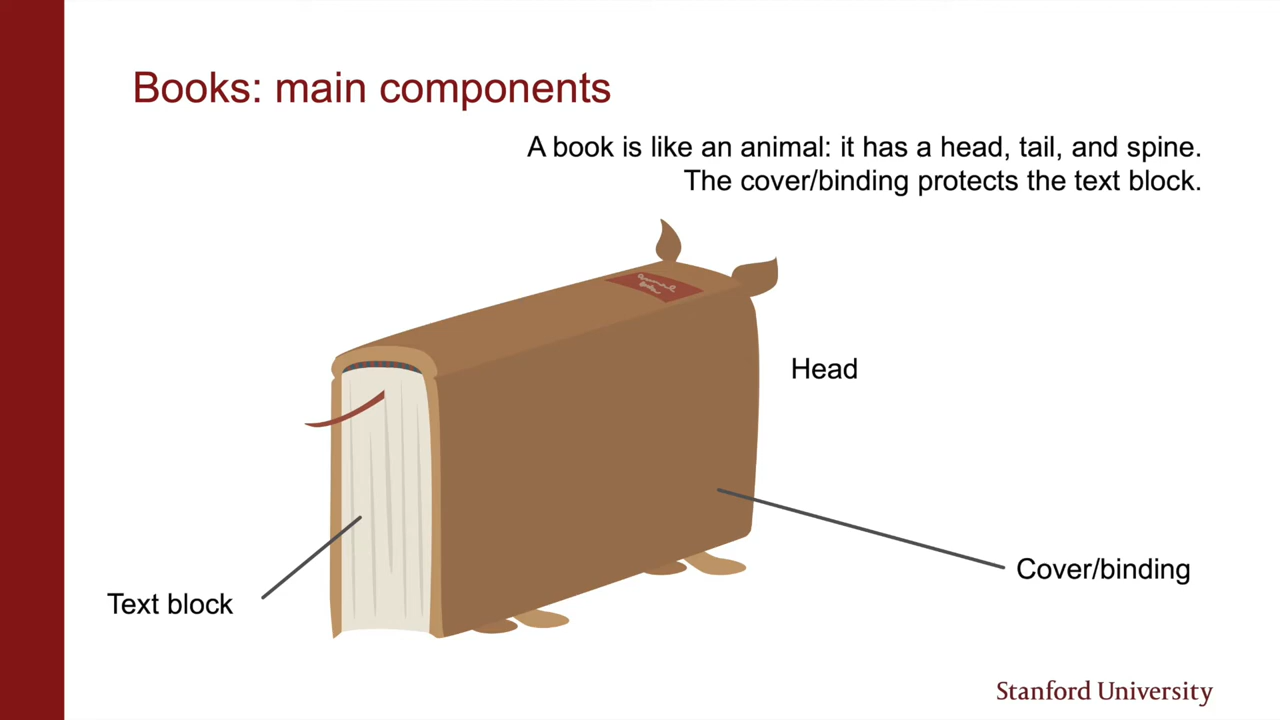 Books: main components
A book is like an animal: it has a head, tail, and spine.
The cover/binding protects the text block.
Head
Cover/binding
Text block
Stanford University